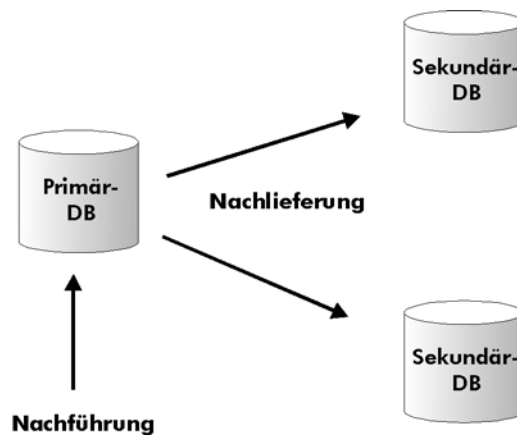 Sekundär-
DB
Primär-
DB
Nachlieferung
Sekundär-
DB
Nachführung